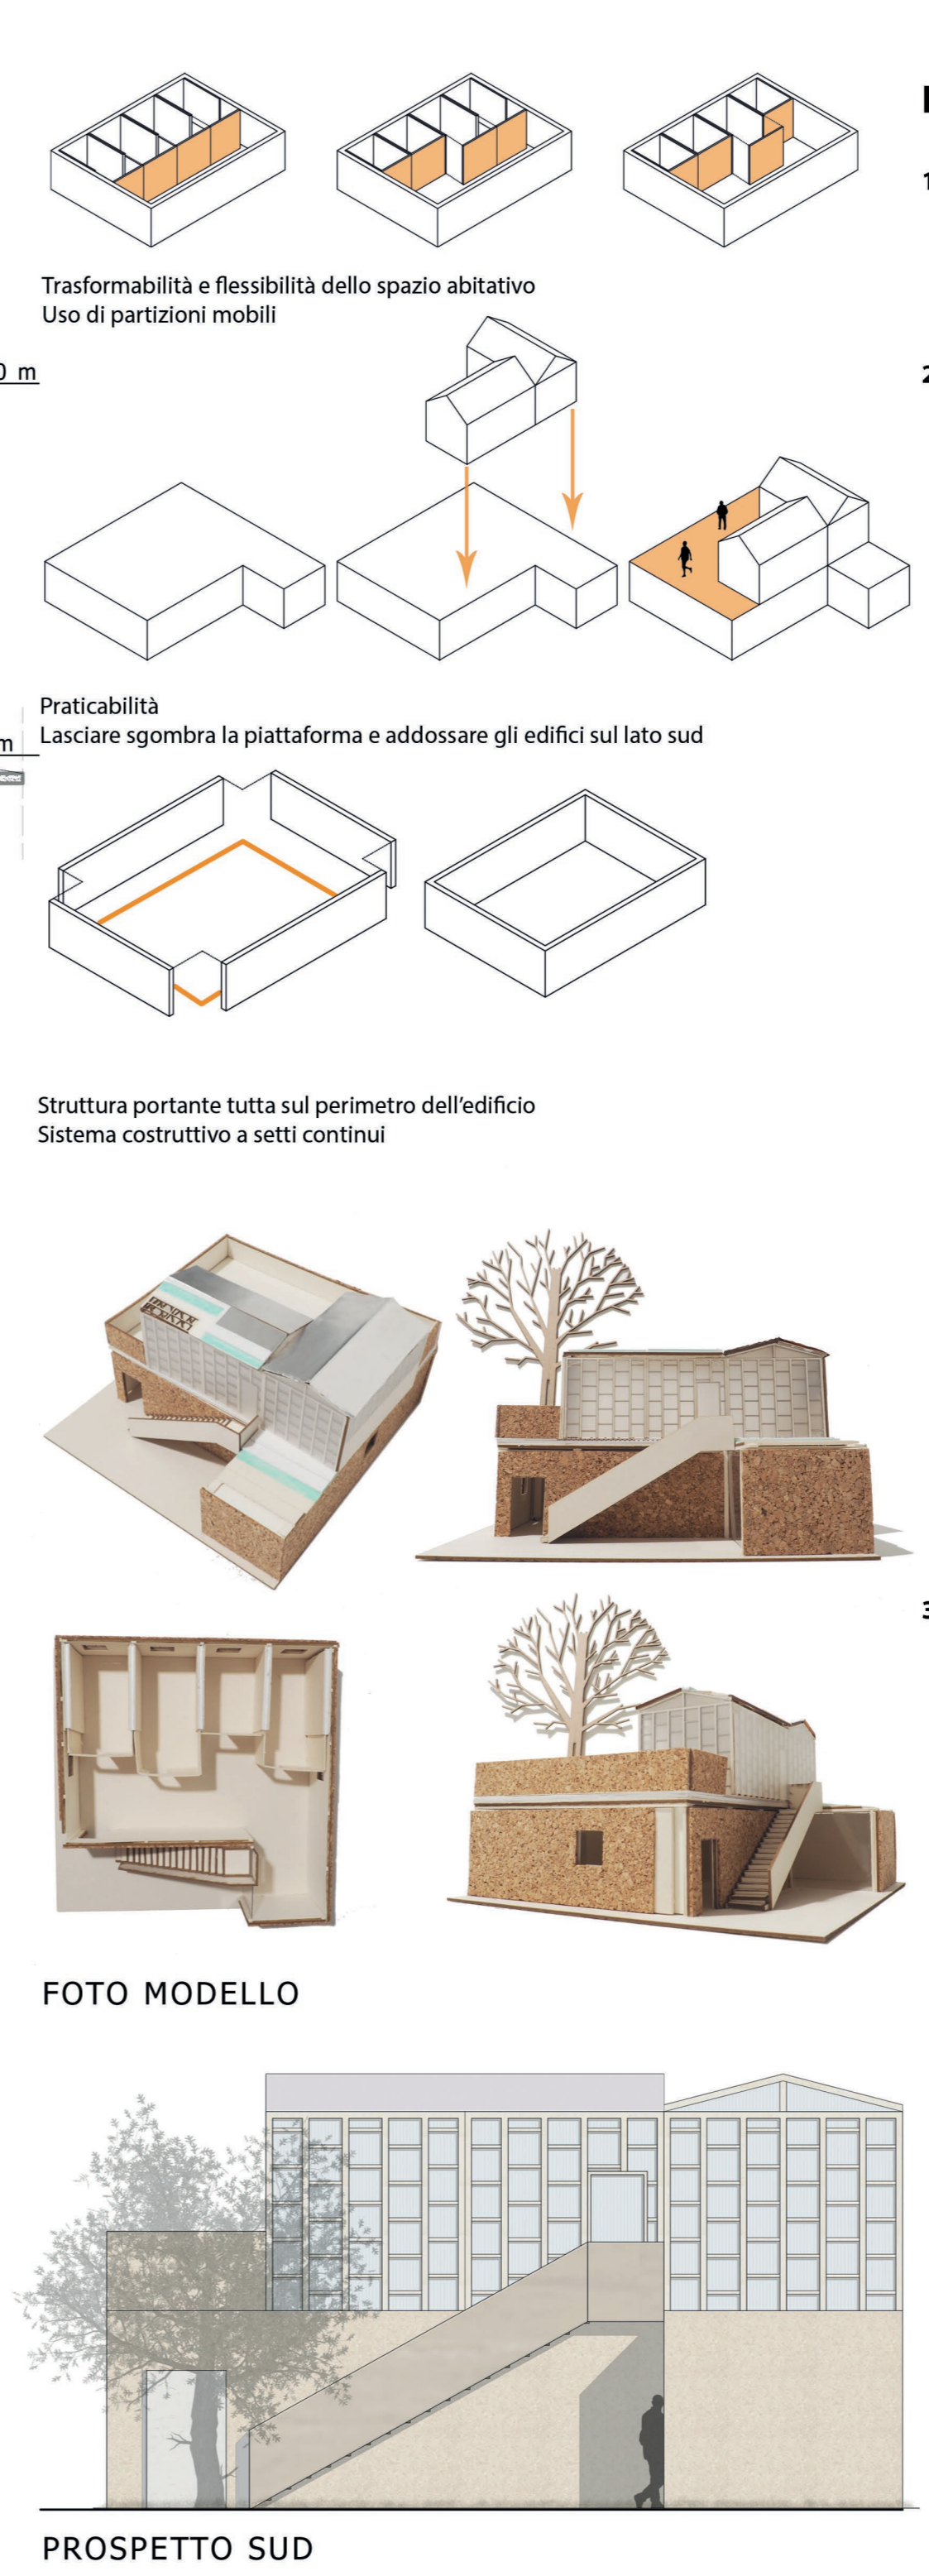 Trasformabilità e flessibilità dello spazio abitativo
Uso di partizioni mobili
0 m
Praticabilità
Lasciare sgombra la piattaforma e addossare gli edifici sul lato sud
m
Struttura portante tutta sul perimetro dell'edificio
Sistema costruttivo a setti continui
FOTO MODELLO
PROSPETTO SUD